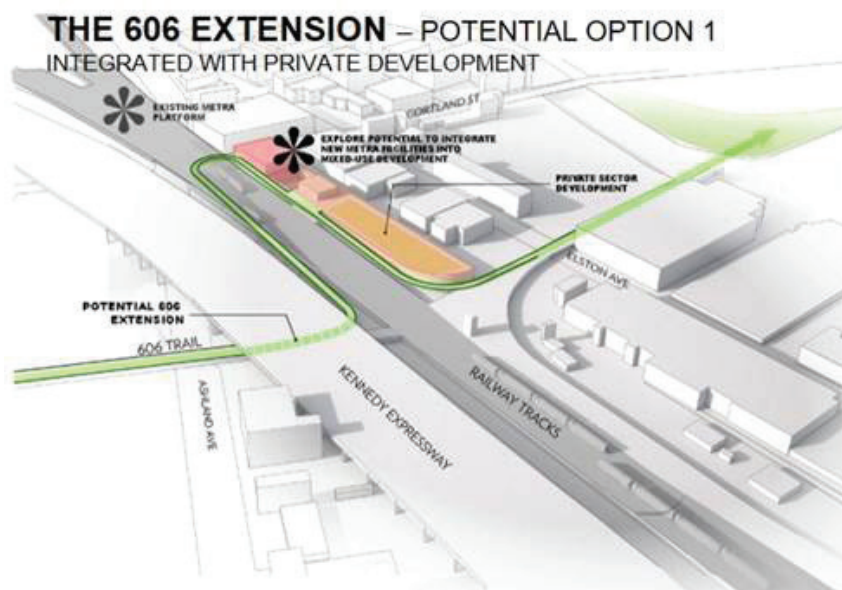 THE 606 EXTENSION – POTENTIAL OPTION 1
INTEGRATED WITH PRIVATE DEVELOPMENT
EXISTING METRA
PLATFORM
CORTLAND ST
EXPLORE POTENTIAL TO INTEGRATE
NEW METRA FACILITIES INTO
MIXED-USE DEVELOPMENT
PRIVATE SECTOR
DEVELOPMENT
ELSTON AVE
POTENTIAL 606
EXTENSION
606 TRAIL
ASHLAND AVE
KENNEDY EXPRESSWAY
RAILWAY TRACKS